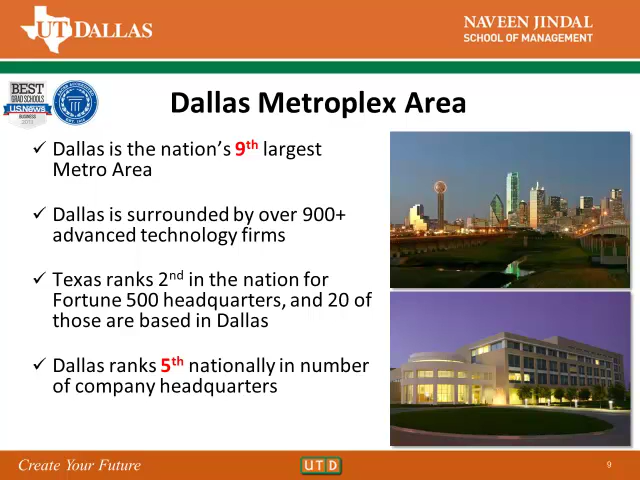 UT DALLAS
NAVEEN JINDAL
SCHOOL OF MANAGEMENT
BEST
GRAD SCHOOLS
U.S.News
BUSINESS
Dallas Metroplex Area
✓ Dallas is the nation's 9th largest
Metro Area
✓ Dallas is surrounded by over 900+
advanced technology firms
✓ Texas ranks 2nd in the nation for
Fortune 500 headquarters, and 20 of
those are based in Dallas
✓ Dallas ranks 5th nationally in number
of company headquarters
Create Your Future
UTD
9